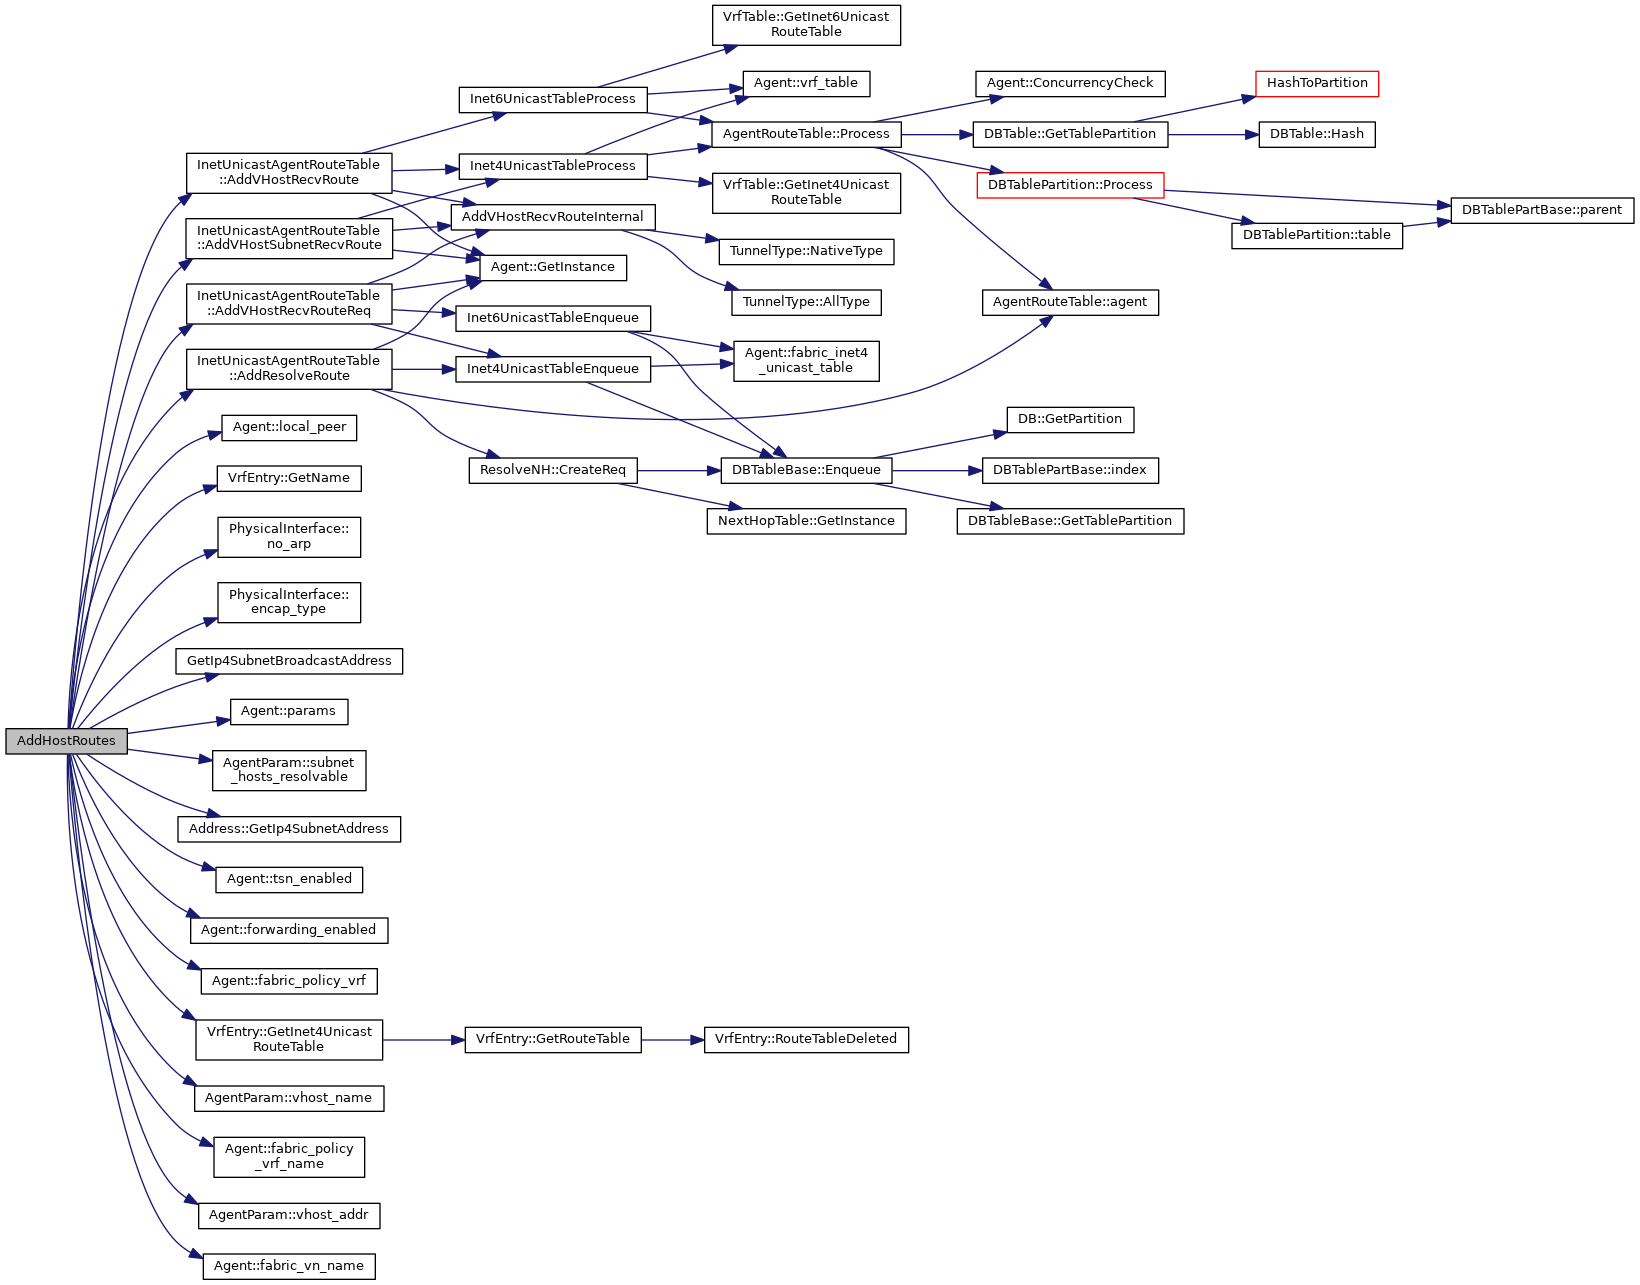 AddHostRoutes
InetUnicastAgentRouteTable
::AddVHostRecvRoute
InetUnicastAgentRouteTable
::AddVHostSubnetRecvRoute
InetUnicastAgentRouteTable
::AddVHostRecvRouteReq
InetUnicastAgentRouteTable
::AddResolveRoute
Agent::local_peer
VrfEntry::GetName
PhysicalInterface::
no_arp
PhysicalInterface::
encap_type
GetIp4SubnetBroadcastAddress
Agent::params
AgentParam::subnet
_hosts_resolvable
Address::GetIp4SubnetAddress
Agent::tsn_enabled
Agent::forwarding_enabled
Agent::fabric_policy_vrf
VrfEntry::GetInet4Unicast
RouteTable
AgentParam::vhost_name
Agent::fabric_policy
_vrf_name
AgentParam::vhost_addr
Agent::fabric_vn_name
Inet6UnicastTableProcess
Inet4UnicastTableProcess
AddVHostRecvRouteInternal
Agent::GetInstance
Inet6UnicastTableEnqueue
Inet4UnicastTableEnqueue
ResolveNH::CreateReq
VrfEntry::GetRouteTable
VrfTable::GetInet6Unicast
RouteTable
Agent::vrf_table
AgentRouteTable::Process
VrfTable::GetInet4Unicast
RouteTable
TunnelType::NativeType
TunnelType::AllType
Agent::fabric_inet4
_unicast_table
DBTableBase::Enqueue
NextHopTable::GetInstance
VrfEntry::RouteTableDeleted
Agent::ConcurrencyCheck
DBTable::GetTablePartition
DBTablePartition::Process
AgentRouteTable::agent
DB::GetPartition
DBTablePartBase::index
DBTableBase::GetTablePartition
HashToPartition
DBTable::Hash
DBTablePartition::table
DBTablePartBase::parent